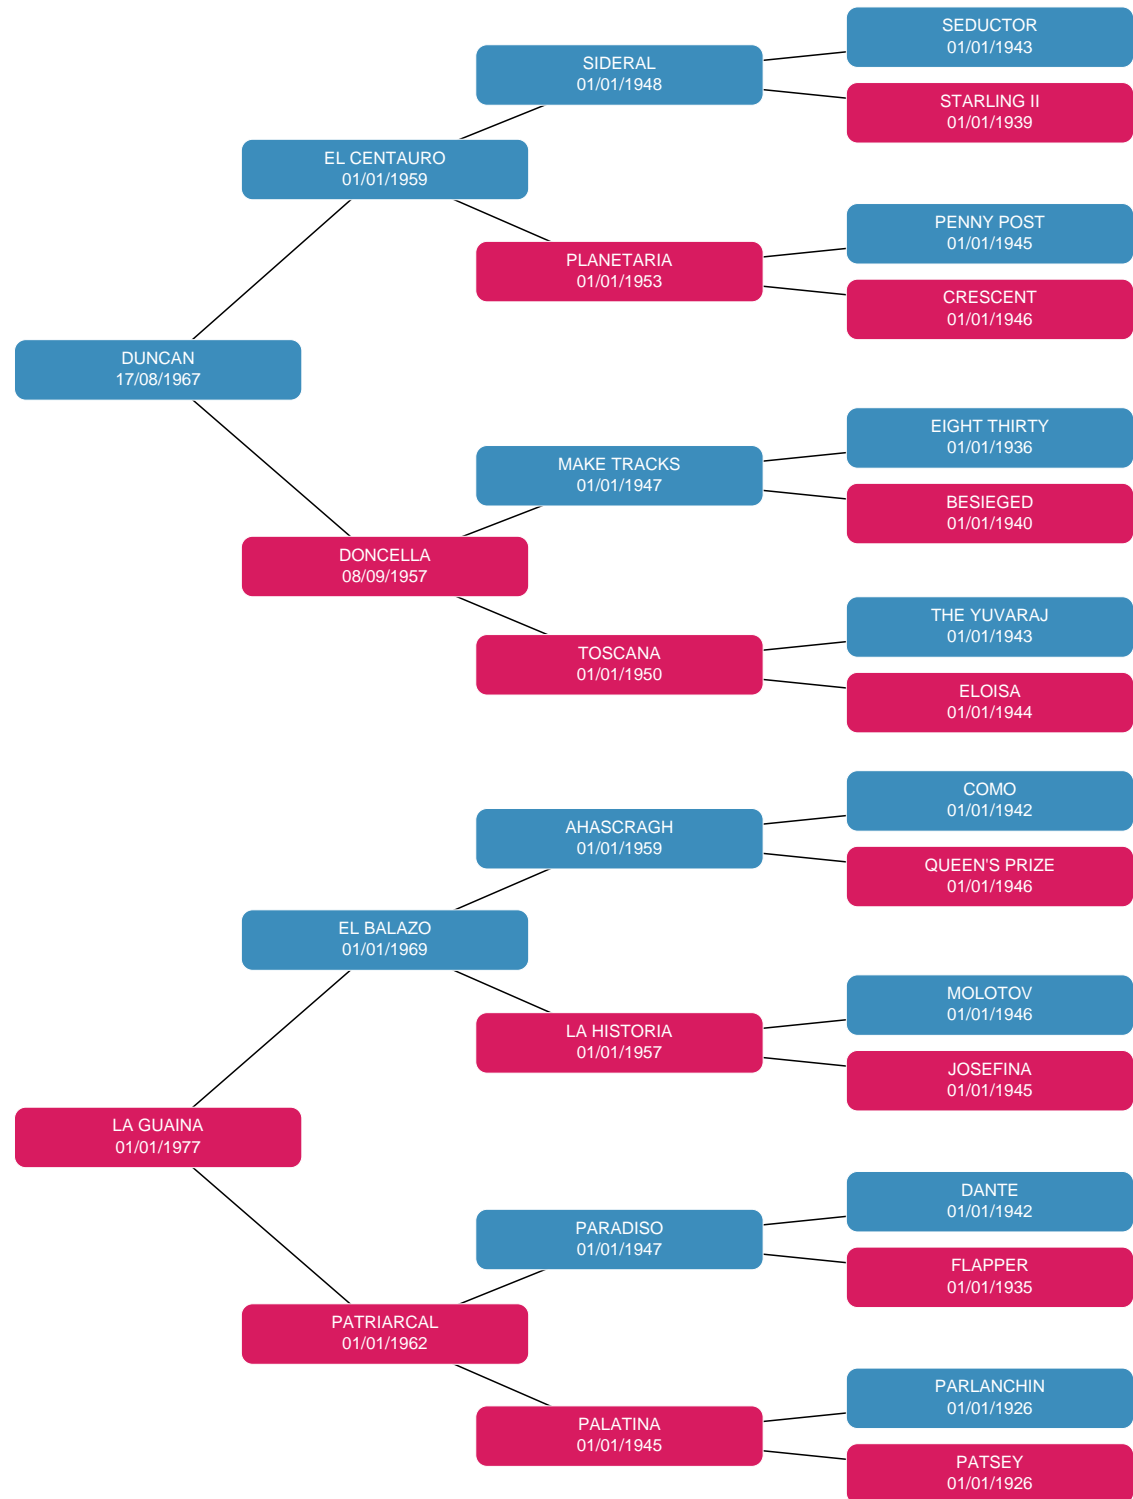 SEDUCTOR
01/01/1943
SIDERAL
01/01/1948
STARLING II
01/01/1939
EL CENTAURO
01/01/1959
PENNY POST
01/01/1945
PLANETARIA
01/01/1953
CRESCENT
01/01/1946
DUNCAN
17/08/1967
EIGHT THIRTY
01/01/1936
MAKE TRACKS
01/01/1947
BESIEGED
01/01/1940
DONCELLA
08/09/1957
THE YUVARAJ
01/01/1943
TOSCANA
01/01/1950
ELOISA
01/01/1944
COMO
01/01/1942
AHASCRAGH
01/01/1959
QUEEN'S PRIZE
01/01/1946
EL BALAZO
01/01/1969
MOLOTOV
01/01/1946
LA HISTORIA
01/01/1957
JOSEFINA
01/01/1945
LA GUAINA
01/01/1977
DANTE
01/01/1942
PARADISO
01/01/1947
FLAPPER
01/01/1935
PATRIARCAL
01/01/1962
PARLANCHIN
01/01/1926
PALATINA
01/01/1945
PATSEY
01/01/1926